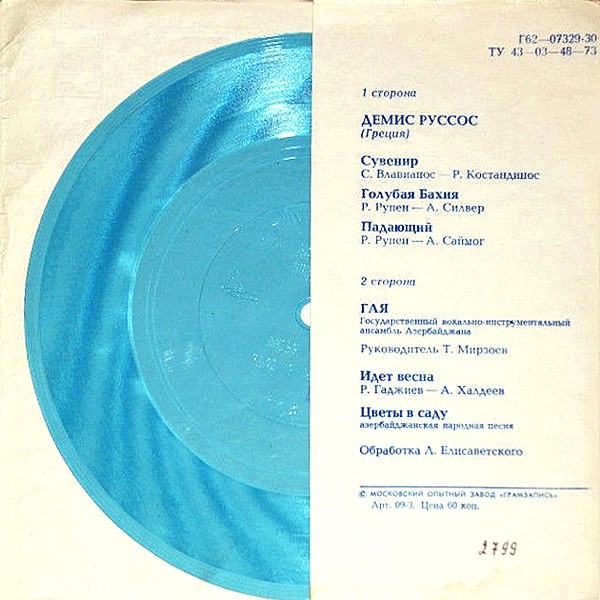 Г62—07329-30
ТУ 43—03—48—73
1 сторона
ДЕМИС РУССОС
(Греция)
Сувенир
С. Влавианос — Р. Костандинос
Голубая Бахия
Р. Рупен — А. Силвер
Падающий
Р. Рупен — А. Саймог
2 сторона
ГАЯ
Государственный вокально-инструментальный
ансамбль Азербайджана
Руководитель Т. Мирзоев
Идет весна
Р. Гаджиев — А. Халдеев
Цветы в саду
азербайджанская народная песня
Обработка Л. Елисаветского
© МОСКОВСКИЙ ОПЫТНЫЙ ЗАВОД «ГРАМЗАПИСЬ»
Арт. 09-3. Цена 60 коп.
2799